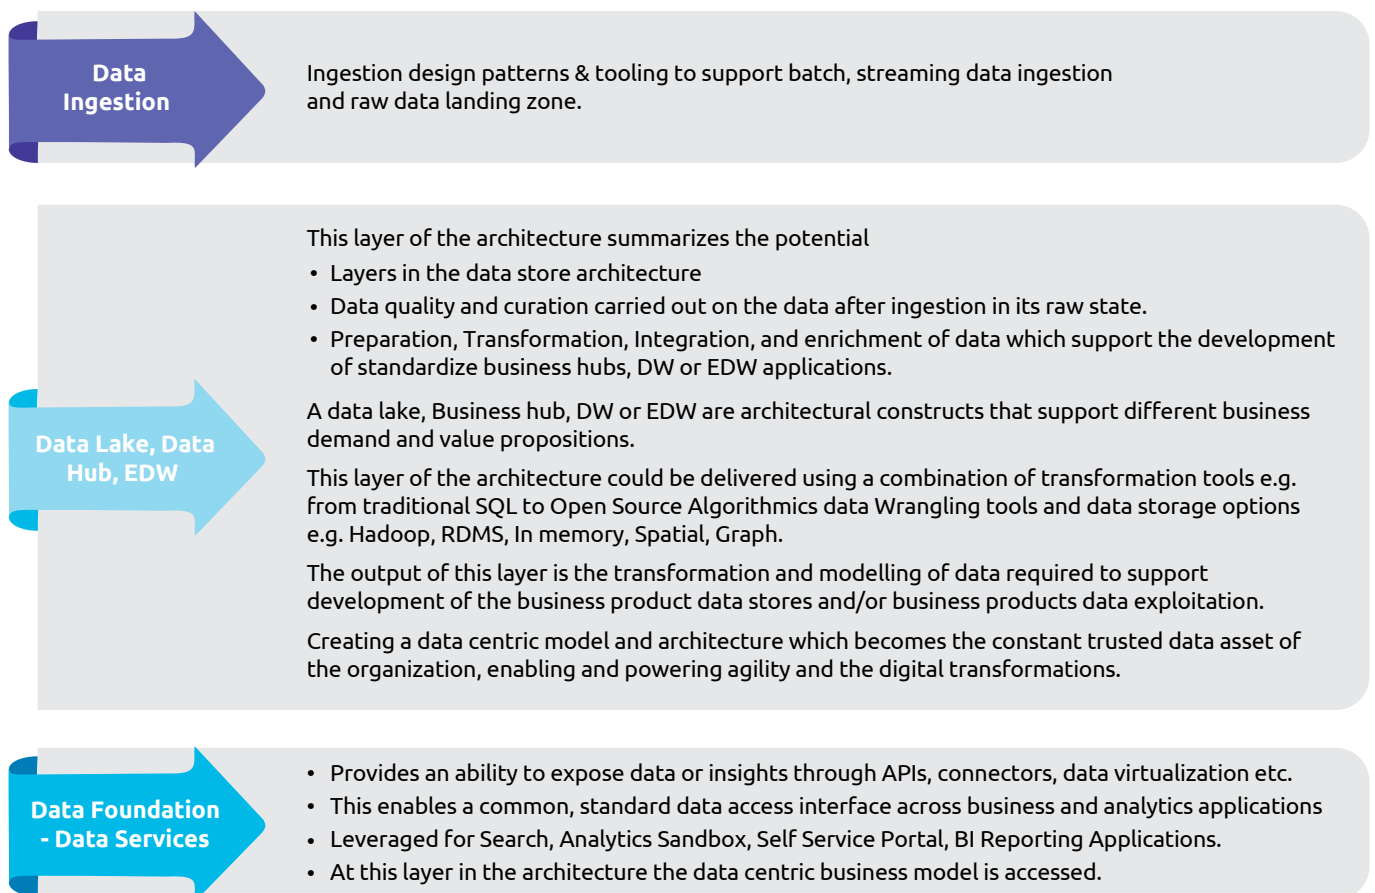 Data
Ingestion
Ingestion design patterns & tooling to support batch, streaming data ingestion
and raw data landing zone.
Data Lake, Data
Hub, EDW
This layer of the architecture summarizes the potential
• Layers in the data store architecture
• Data quality and curation carried out on the data after ingestion in its raw state.
• Preparation, Transformation, Integration, and enrichment of data which support the development
of standardize business hubs, DW or EDW applications.
A data lake, Business hub, DW or EDW are architectural constructs that support different business
demand and value propositions.
This layer of the architecture could be delivered using a combination of transformation tools e.g.
from traditional SQL to Open Source Algorithmics data Wrangling tools and data storage options
e.g. Hadoop, RDMS, In memory, Spatial, Graph.
The output of this layer is the transformation and modelling of data required to support
development of the business product data stores and/or business products data exploitation.
Creating a data centric model and architecture which becomes the constant trusted data asset of
the organization, enabling and powering agility and the digital transformations.
Data Foundation
- Data Services
• Provides an ability to expose data or insights through APIs, connectors, data virtualization etc.
• This enables a common, standard data access interface across business and analytics applications
• Leveraged for Search, Analytics Sandbox, Self Service Portal, BI Reporting Applications.
• At this layer in the architecture the data centric business model is accessed.